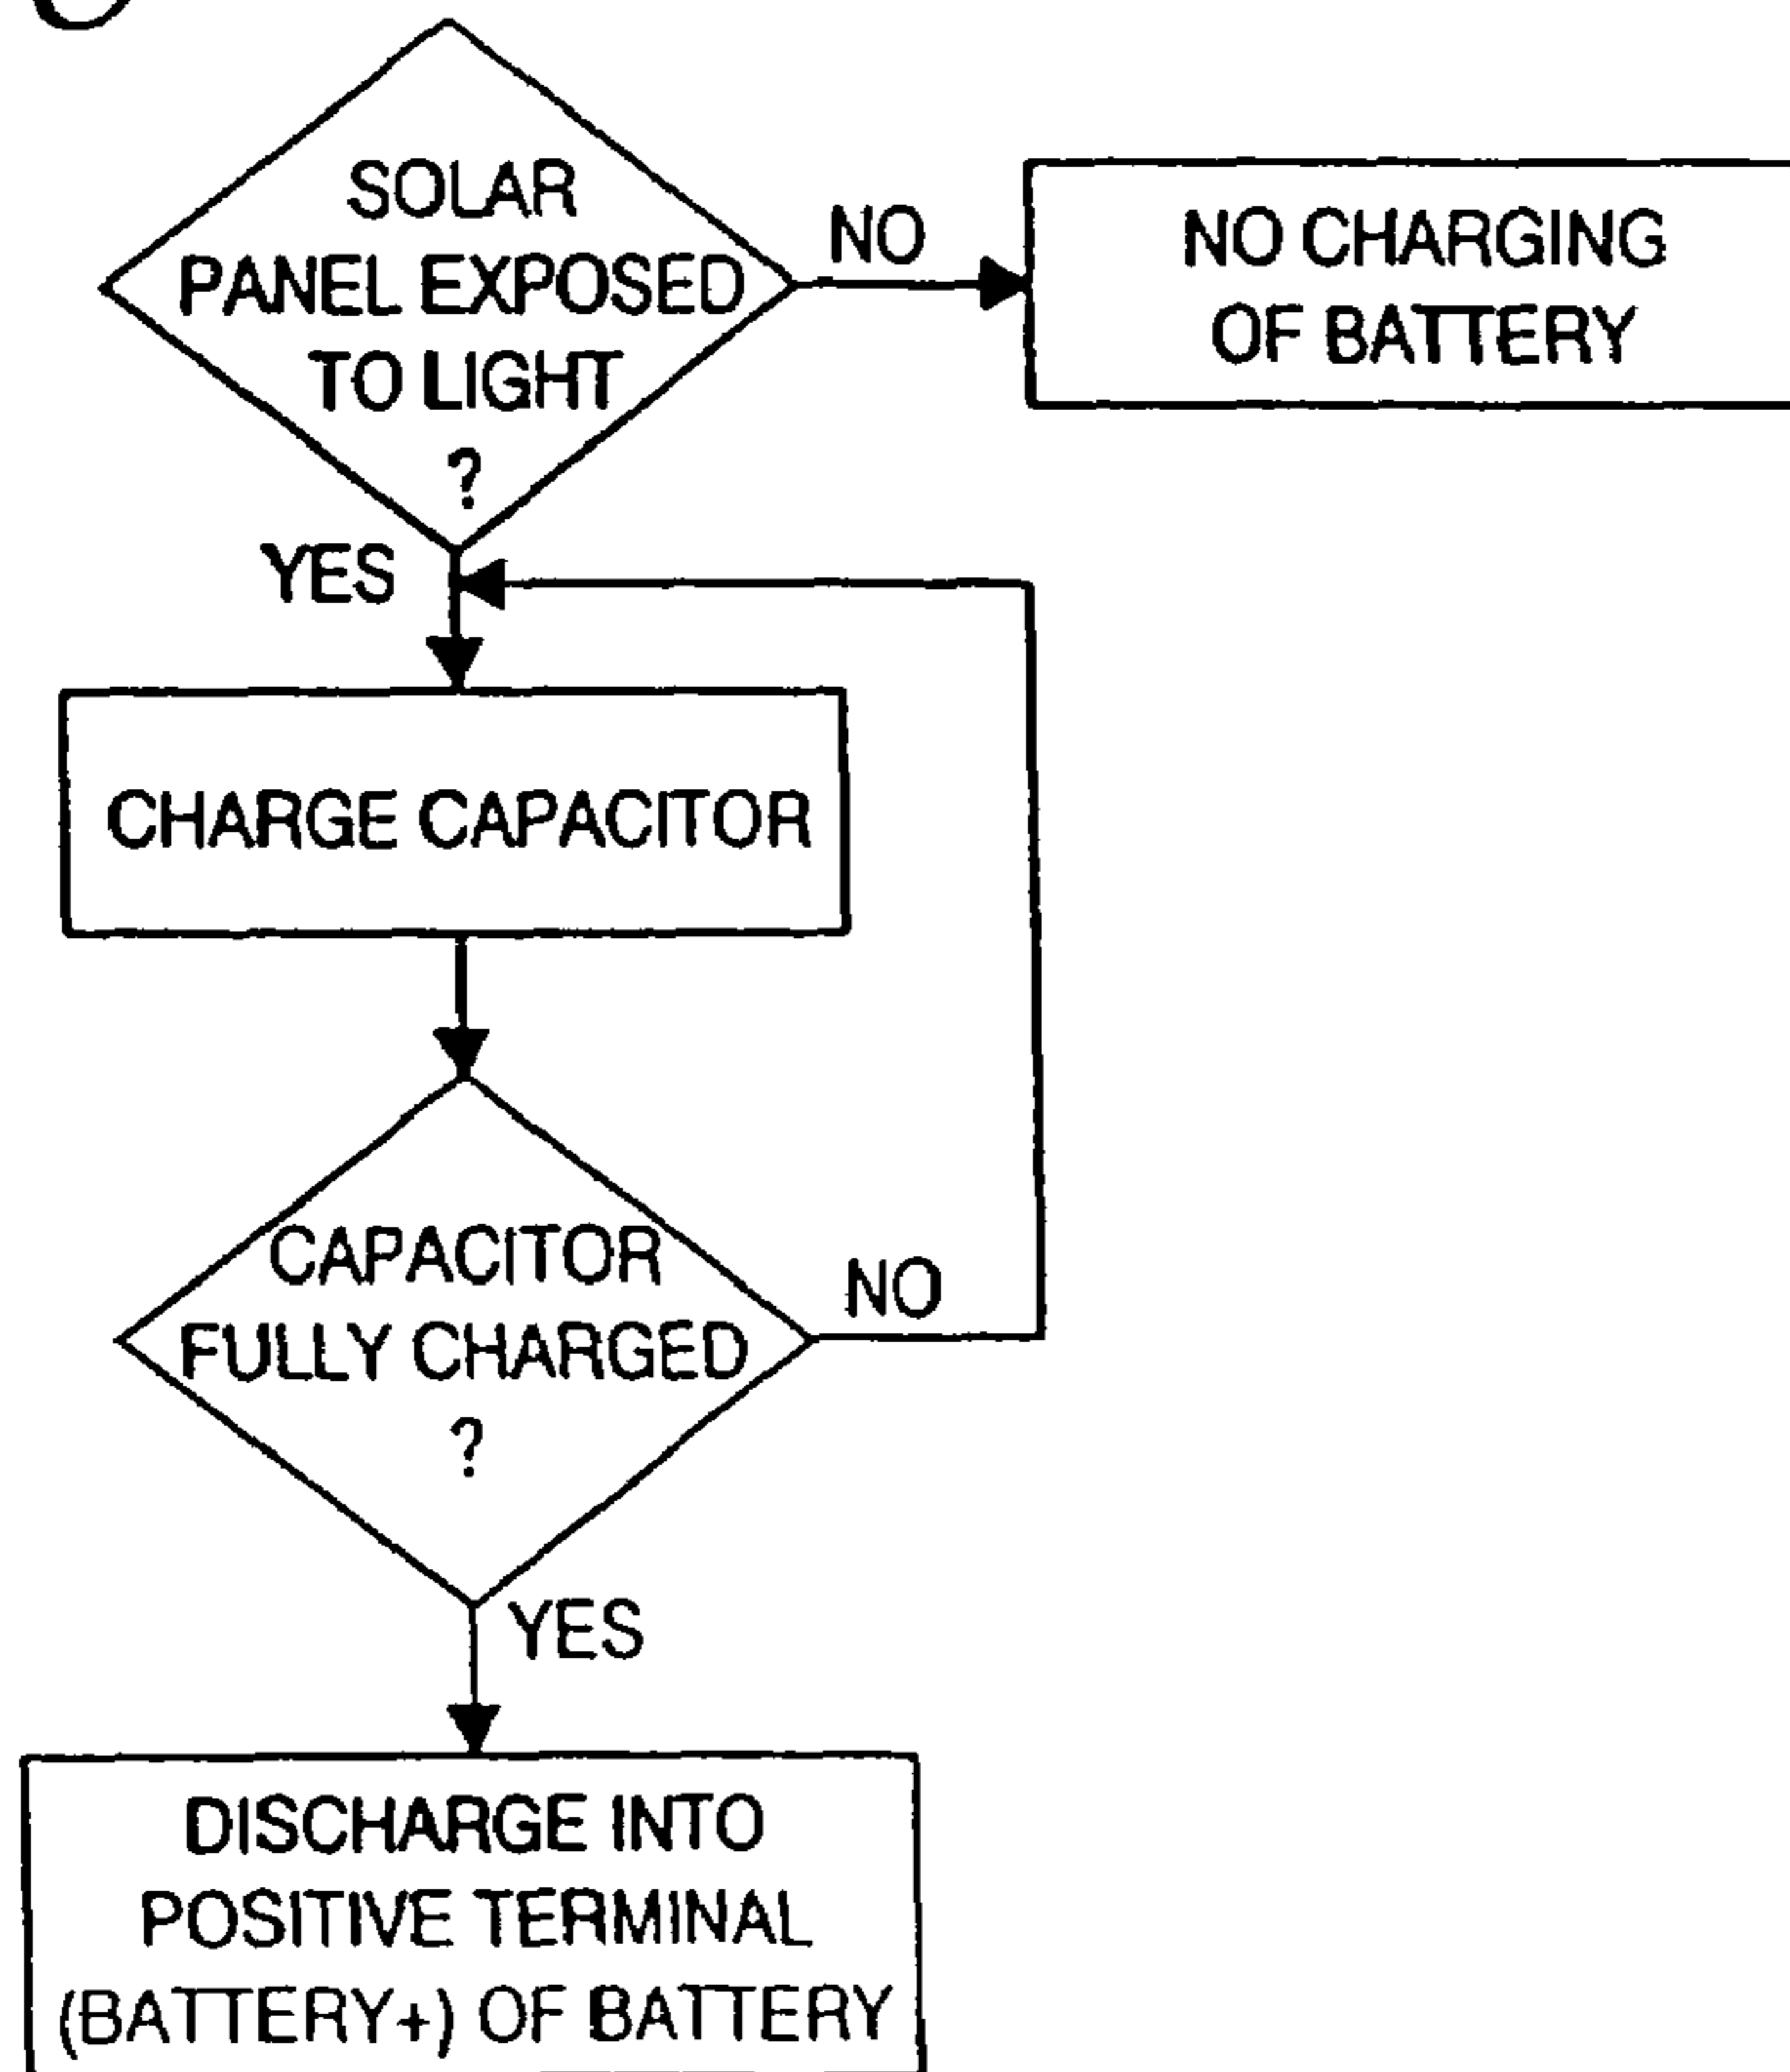 SOLAR
PANEL EXPOSED
TO LIGHT
?
NO
NO CHARGING
OF BATTERY
YES
CHARGE CAPACITOR
CAPACITOR
FULLY CHARGED
?
NO
YES
DISCHARGE INTO
POSITIVE TERMINAL
(BATTERY+) OF BATTERY